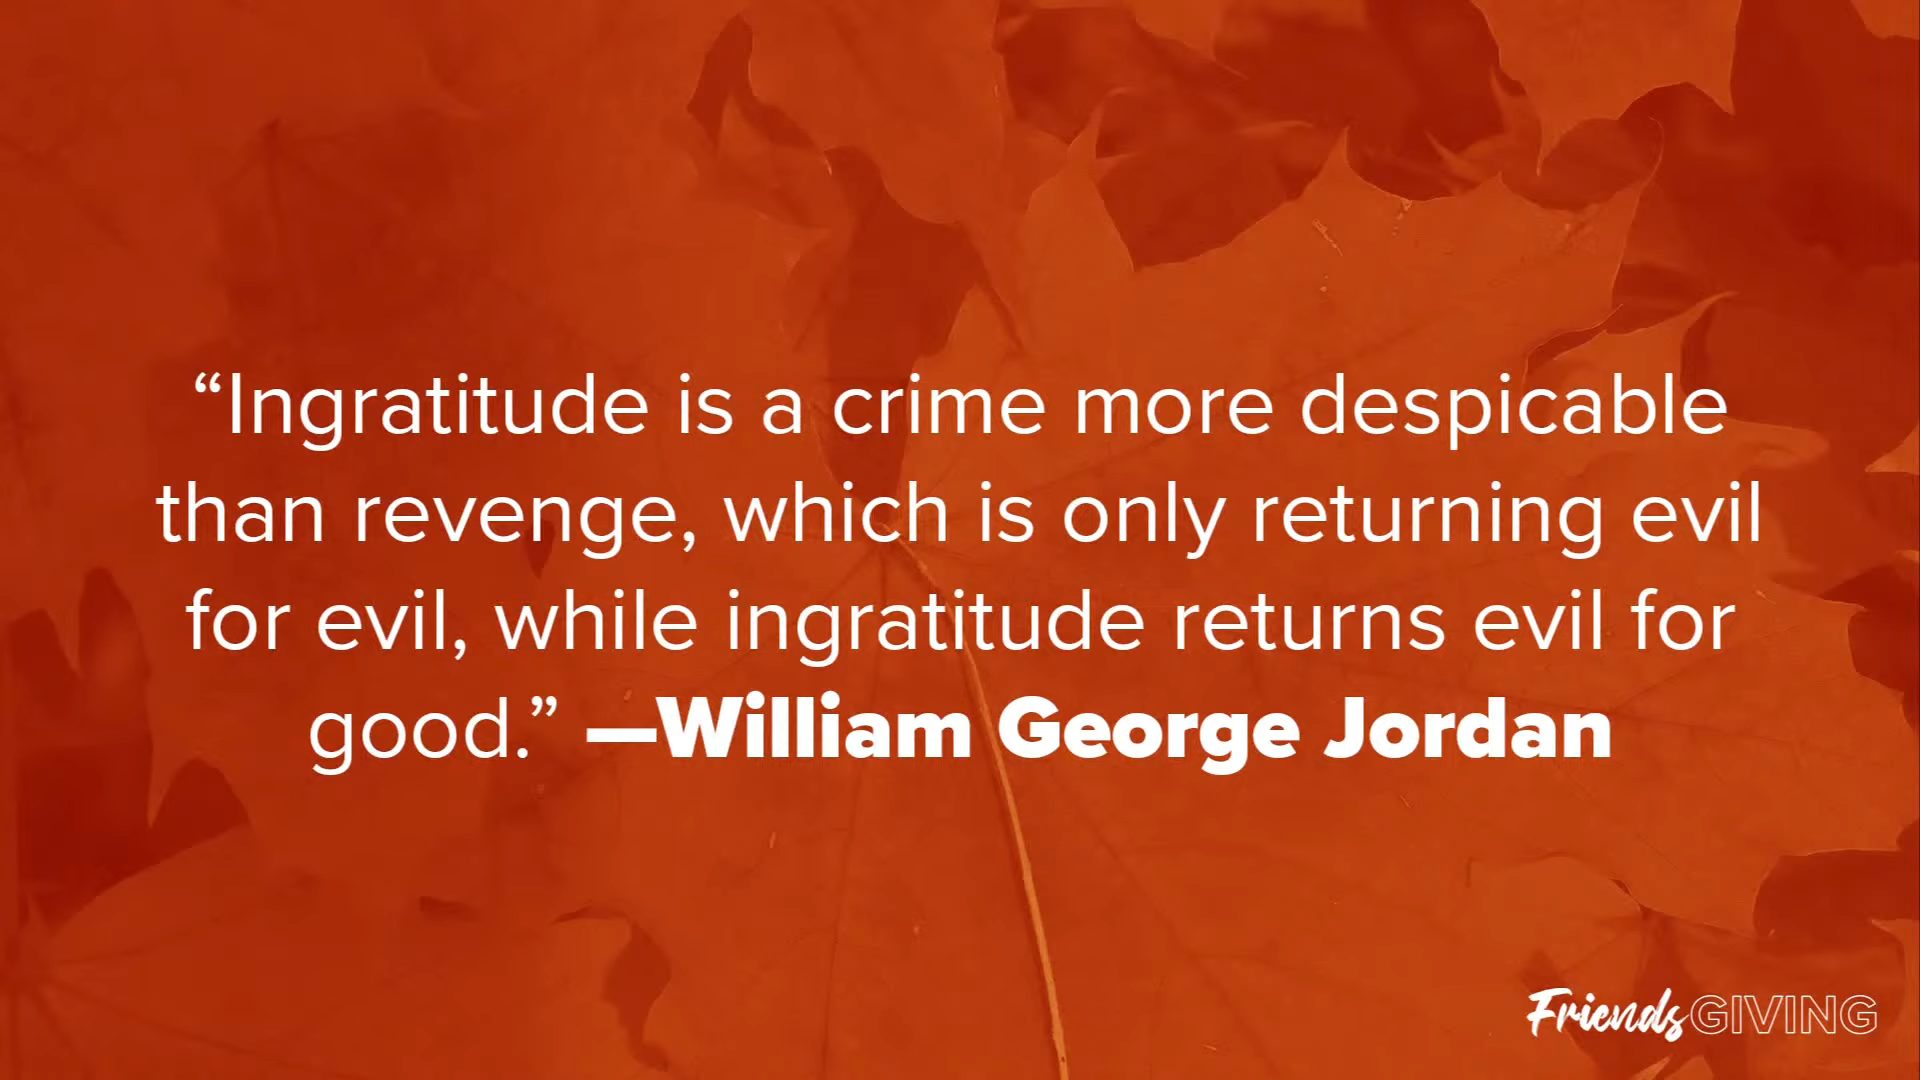 “Ingratitude is a crime more despicable
than revenge, which is only returning evil
for evil, while ingratitude returns evil for
good.” —William George Jordan
FriendsGIVING